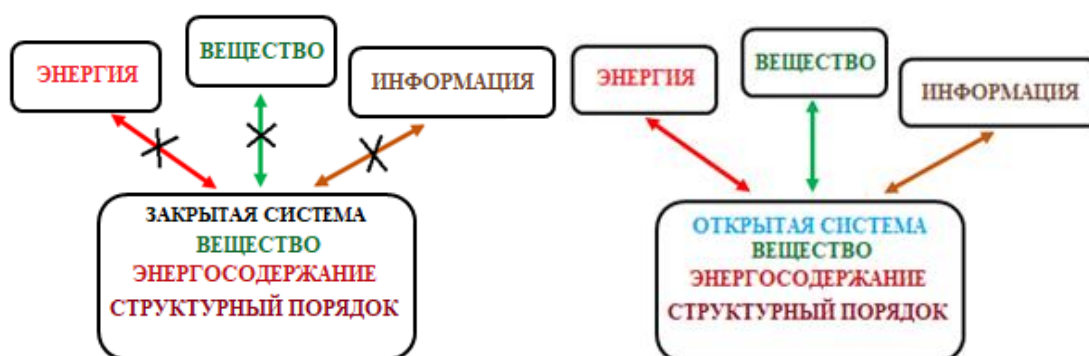 ЭНЕРГИЯ
ВЕЩЕСТВО
ИНФОРМАЦИЯ
ЗАКРЫТАЯ СИСТЕМА
ВЕЩЕСТВО
ЭНЕРГОСОДЕРЖАНИЕ
СТРУКТУРНЫЙ ПОРЯДОК
ЭНЕРГИЯ
ВЕЩЕСТВО
ИНФОРМАЦИЯ
ОТКРЫТАЯ СИСТЕМА
ВЕЩЕСТВО
ЭНЕРГОСОДЕРЖАНИЕ
СТРУКТУРНЫЙ ПОРЯДОК